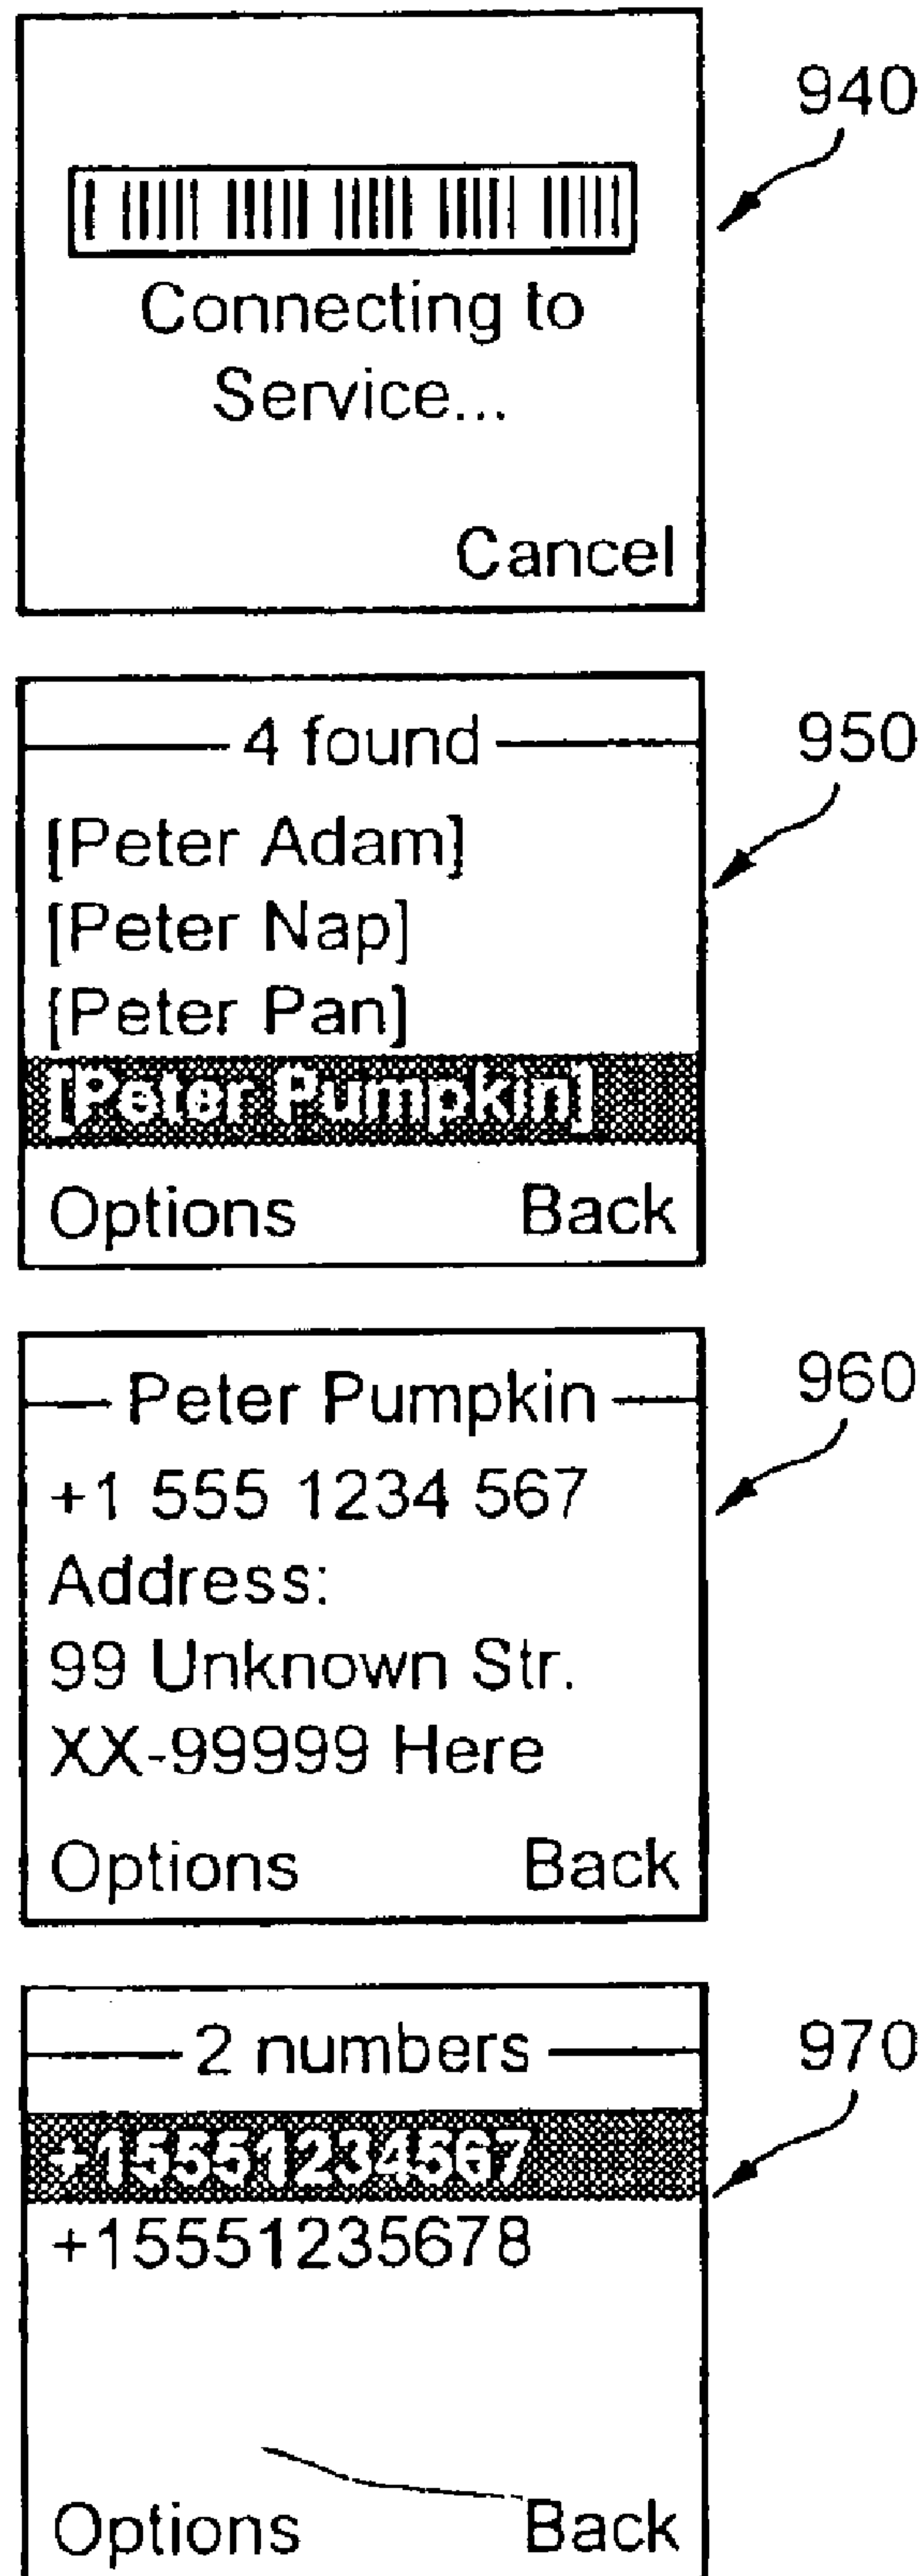 940
Connecting to
Service...
Cancel
950
4 found
[Peter Adam]
[Peter Nap]
[Peter Pan]
[Peter Pumpkin]
Options Back
960
Peter Pumpkin
+1 555 1234 567
Address:
99 Unknown Str.
XX-99999 Here
Options Back
970
2 numbers
+15551234567
+15551235678
Options Back